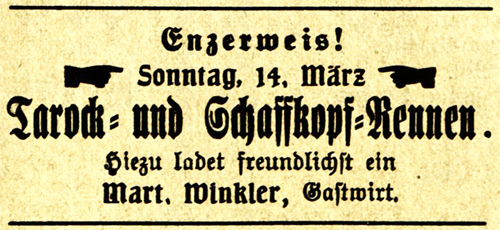 Enzerweis!
Sonntag, 14. März
Tarock- und Schaffkopf-Rennen.
Hiezu ladet freundlichst ein
Mart. Winkler, Gastwirt.